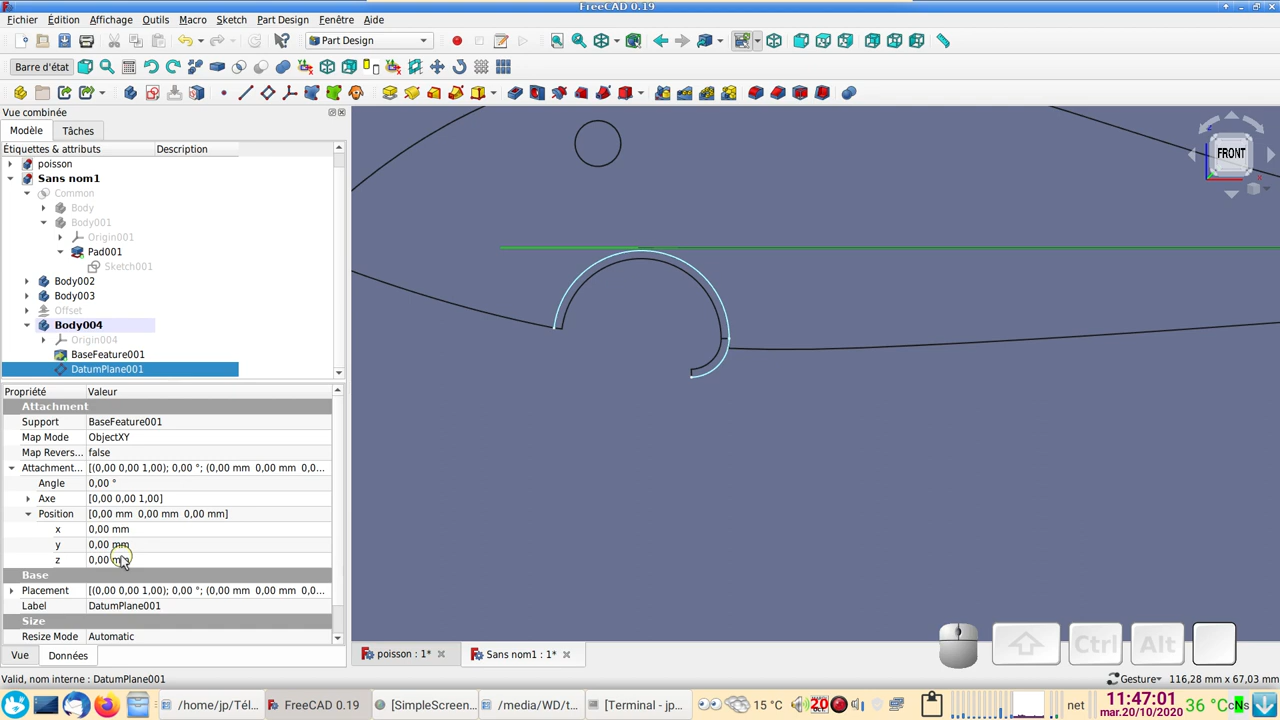 FreeCAD 0.19
Fichier Édition Affichage Outils Macro Sketch Part Design Fenêtre Aide
Part Design
Barre d'état
Vue combinée
Modèle Tâches
Étiquettes & attributs Description
poisson
Sans nom1
Common
Body
Body001
Origin001
Pad001
Sketch001
Body002
Body003
Offset
Body004
Origin004
BaseFeature001
DatumPlane001
Propriété Valeur
Attachment
Support BaseFeature001
Map Mode ObjectXY
Map Revers... false
Attachment... [(0,00 0,00 1,00); 0,00 °; (0,00 mm 0,00 mm 0,0...
Angle 0,00 °
Axe [0,00 0,00 1,00]
Position [0,00 mm 0,00 mm 0,00 mm]
x 0,00 mm
y 0,00 mm
z 0,00 mm
Base
Placement [(0,00 0,00 1,00); 0,00 °; (0,00 mm 0,00 mm 0,0...
Label DatumPlane001
Size
Resize Mode Automatic
Vue Données
FRONT
Ctrl Alt
poisson : 1* Sans nom1 : 1*
Valid, nom interne : DatumPlane001
Gesture 116,28 mm x 67,03 mm
/home/jp/Tél... FreeCAD 0.19 [SimpleScreen... /media/WD/t... [Terminal - jp... 15 °C 20 net 11:47:01 mar.20/10/2020 36 °C